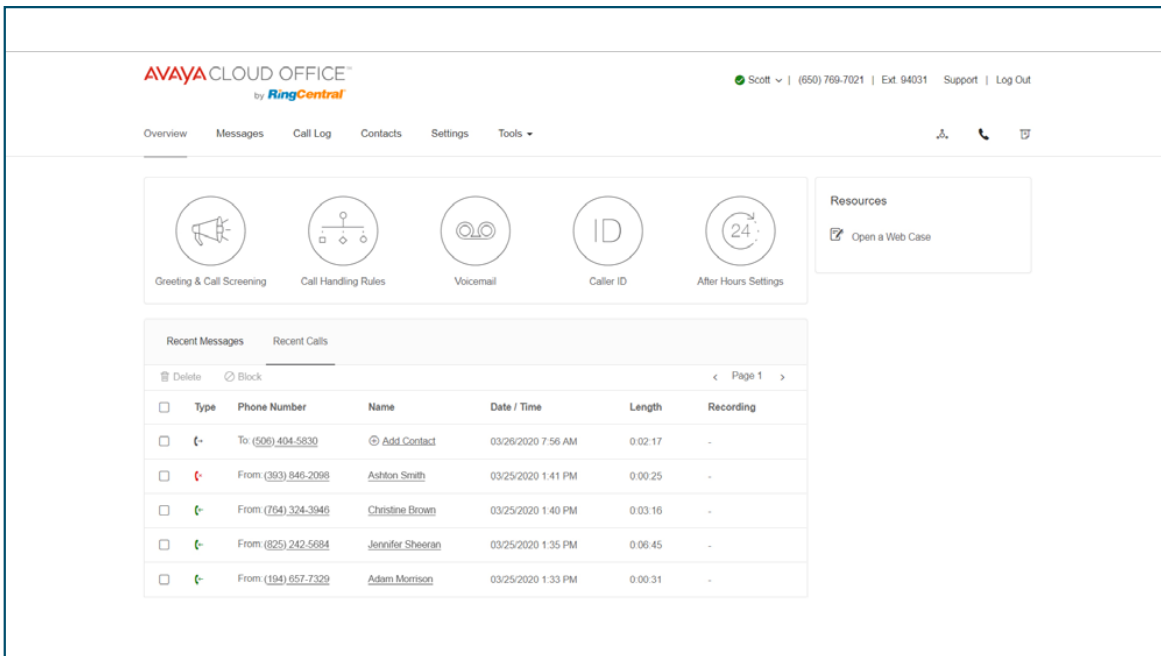 AVAYA CLOUD OFFICE™
by RingCentral®
Scott | (650) 769-7021 | Ext. 94031 Support | Log Out
Overview Messages Call Log Contacts Settings Tools
ID
24
Greeting & Call Screening Call Handling Rules Voicemail Caller ID After Hours Settings
Resources
Open a Web Case
Recent Messages Recent Calls
Delete Block < Page 1 >
Type Phone Number Name Date / Time Length Recording
To: (506) 404-5830 Add Contact 03/26/2020 7:56 AM 0:02:17 -
From: (393) 846-2098 Ashton Smith 03/25/2020 1:41 PM 0:00:25 -
From: (764) 324-3946 Christine Brown 03/25/2020 1:40 PM 0:03:16 -
From: (825) 242-5684 Jennifer Sheeran 03/25/2020 1:35 PM 0:06:45 -
From: (194) 657-7329 Adam Morrison 03/25/2020 1:33 PM 0:00:31 -